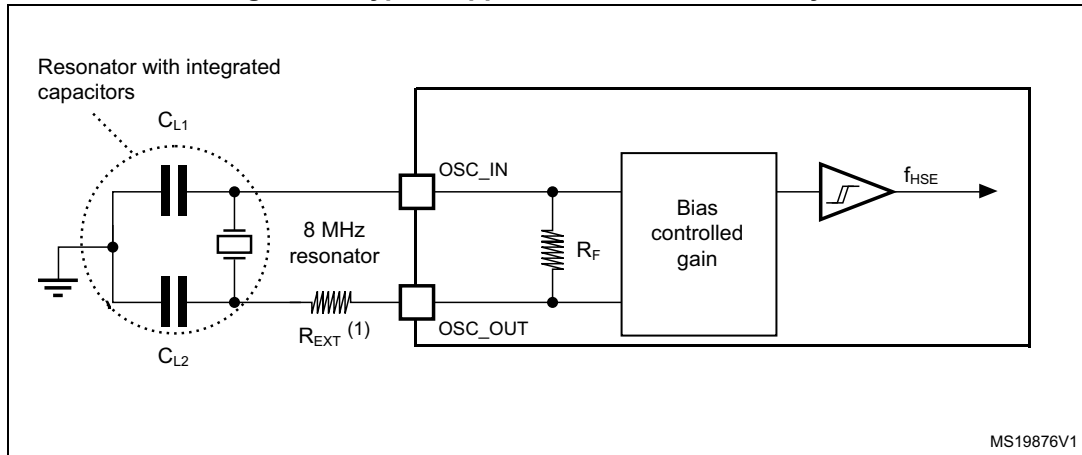 Resonator with integrated
capacitors
CL1
OSC_IN
fHSE
Bias
controlled
gain
8 MHz
resonator
RF
REXT (1)
OSC_OUT
CL2
MS19876V1